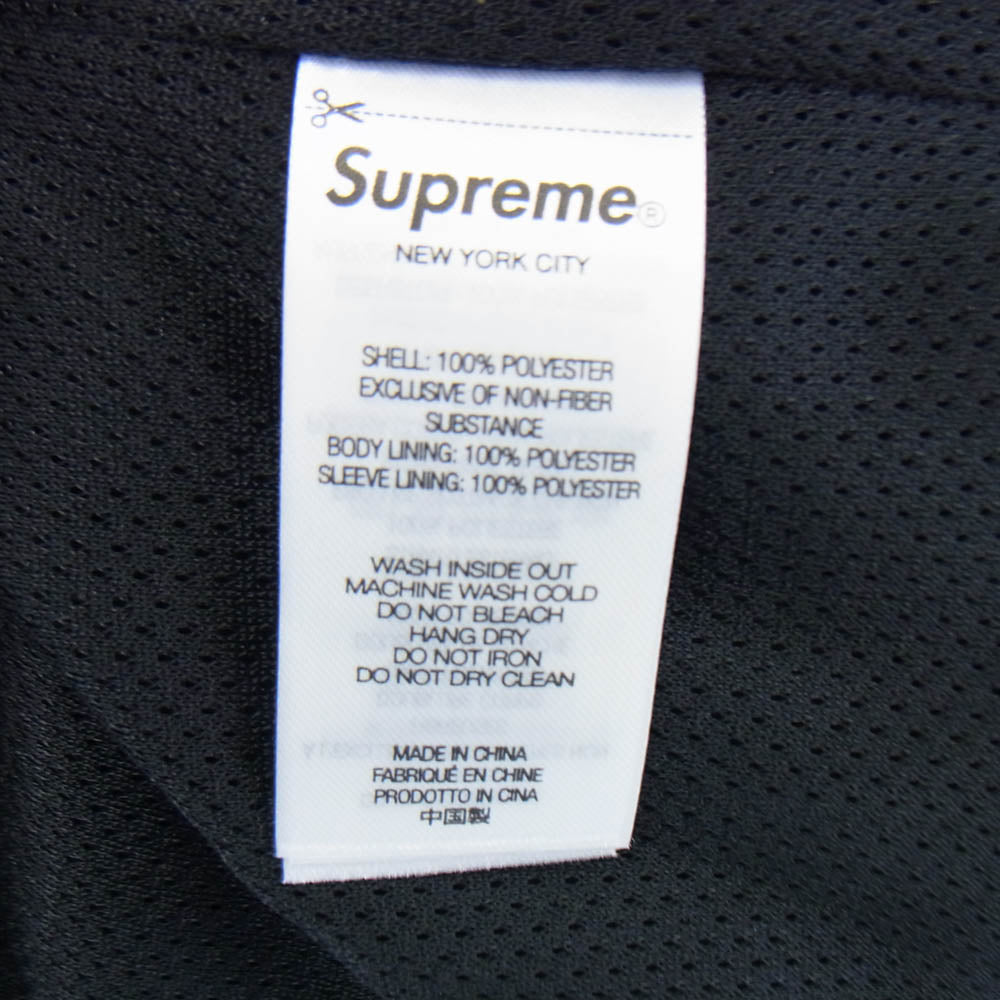 Supreme®
NEW YORK CITY
SHELL: 100% POLYESTER
EXCLUSIVE OF NON-FIBER
SUBSTANCE
BODY LINING: 100% POLYESTER
SLEEVE LINING: 100% POLYESTER
WASH INSIDE OUT
MACHINE WASH COLD
DO NOT BLEACH
HANG DRY
DO NOT IRON
DO NOT DRY CLEAN
MADE IN CHINA
FABRIQUÉ EN CHINE
PRODOTTO IN CINA
中国製